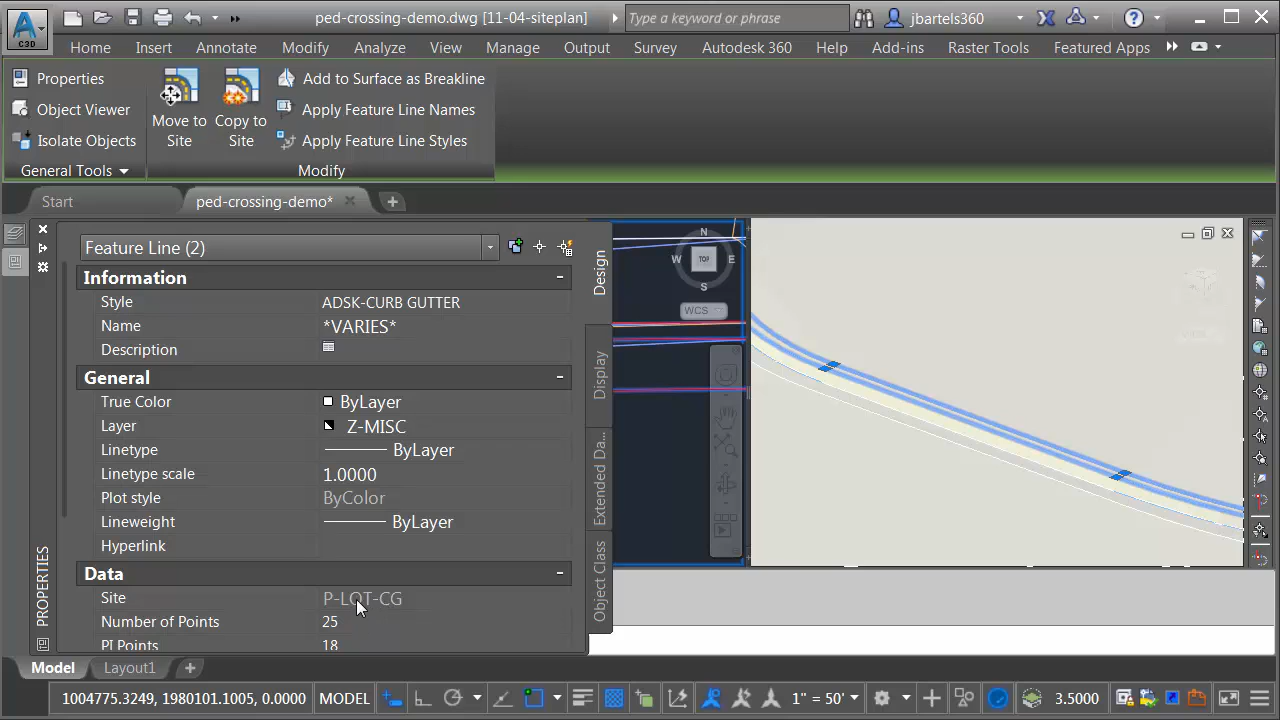 ped-crossing-demo.dwg [11-04-siteplan]
Type a keyword or phrase
jbartels360
C3D
Home
Insert
Annotate
Modify
Analyze
View
Manage
Output
Survey
Autodesk 360
Help
Add-ins
Raster Tools
Featured Apps
Properties
Object Viewer
Isolate Objects
General Tools
Move to
Site
Copy to
Site
Add to Surface as Breakline
Apply Feature Line Names
Apply Feature Line Styles
Modify
Start
ped-crossing-demo*
Feature Line (2)
Information
Style ADSK-CURB GUTTER
Name *VARIES*
Description
General
True Color ByLayer
Layer Z-MISC
Linetype ByLayer
Linetype scale 1.0000
Plot style ByColor
Lineweight ByLayer
Hyperlink
Data
Site P-LOT-CG
Number of Points 25
PI Points 18
PROPERTIES
Design
Display
Extended Da...
Object Class
N
W
TOP
E
S
WCS
Model
Layout1
1004775.3249, 1980101.1005, 0.0000
MODEL
1" = 50'
3.5000